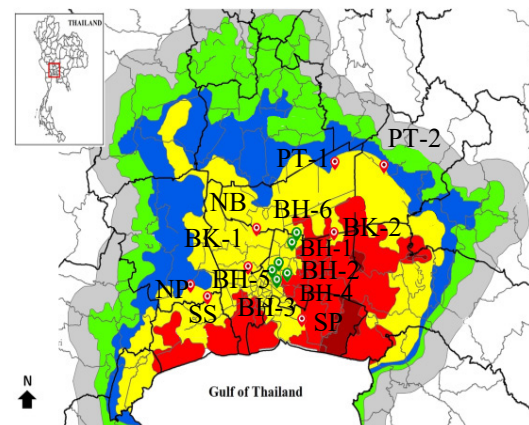 THAILAND
PT-2
PT-1
NB
BH-6
BK-1
BK-2
BH-1
BH-5
BH-2
NP
BH-4
SS
BH-3
SP
Gulf of Thailand
N